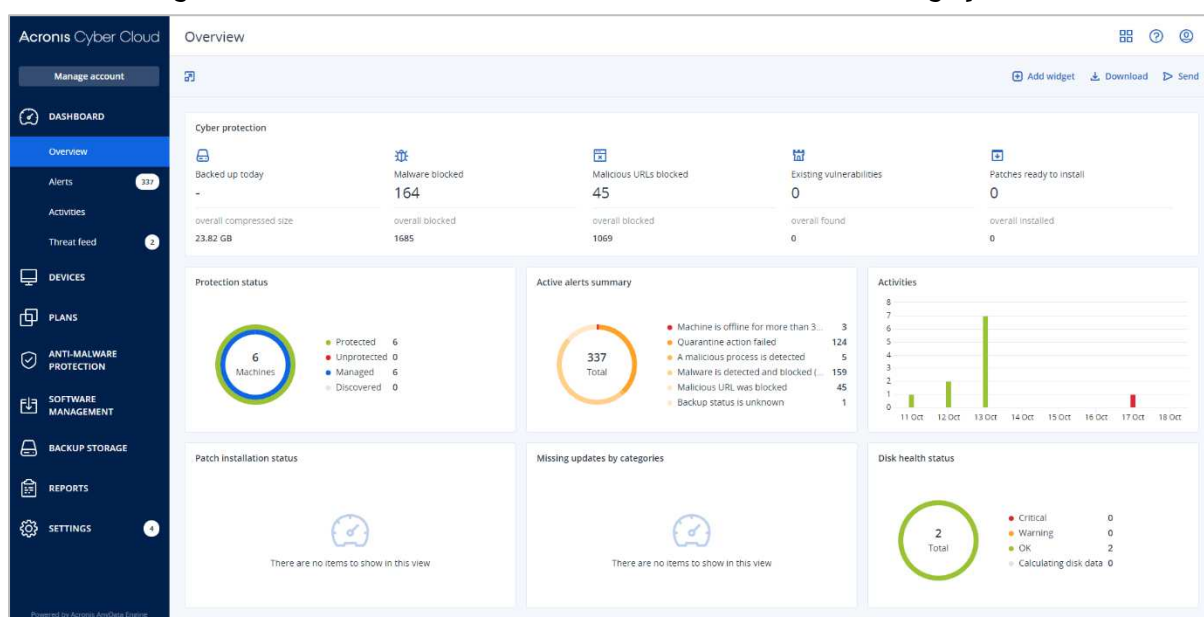 Acronis Cyber Cloud
Overview
Manage account
Add widget
Download
Send
DASHBOARD
Overview
Alerts 337
Activities
Threat feed 2
DEVICES
PLANS
ANTI-MALWARE
PROTECTION
SOFTWARE
MANAGEMENT
BACKUP STORAGE
REPORTS
SETTINGS 4
Powered by Acronis AnyData Engine
Cyber protection
Backed up today
-
overall compressed size
23.82 GB
Malware blocked
164
overall blocked
1685
Malicious URLs blocked
45
overall blocked
1069
Existing vulnerabilities
0
overall found
0
Patches ready to install
0
overall installed
0
Protection status
6
Machines
Protected 6
Unprotected 0
Managed 6
Discovered 0
Active alerts summary
337
Total
Machine is offline for more than 3... 3
Quarantine action failed 124
A malicious process is detected 5
Malware is detected and blocked (... 159
Malicious URL was blocked 45
Backup status is unknown 1
Activities
8
7
6
5
4
3
2
1
0
11 Oct 12 Oct 13 Oct 14 Oct 15 Oct 16 Oct 17 Oct 18 Oct
Patch installation status
There are no items to show in this view
Missing updates by categories
There are no items to show in this view
Disk health status
2
Total
Critical 0
Warning 0
OK 2
Calculating disk data 0